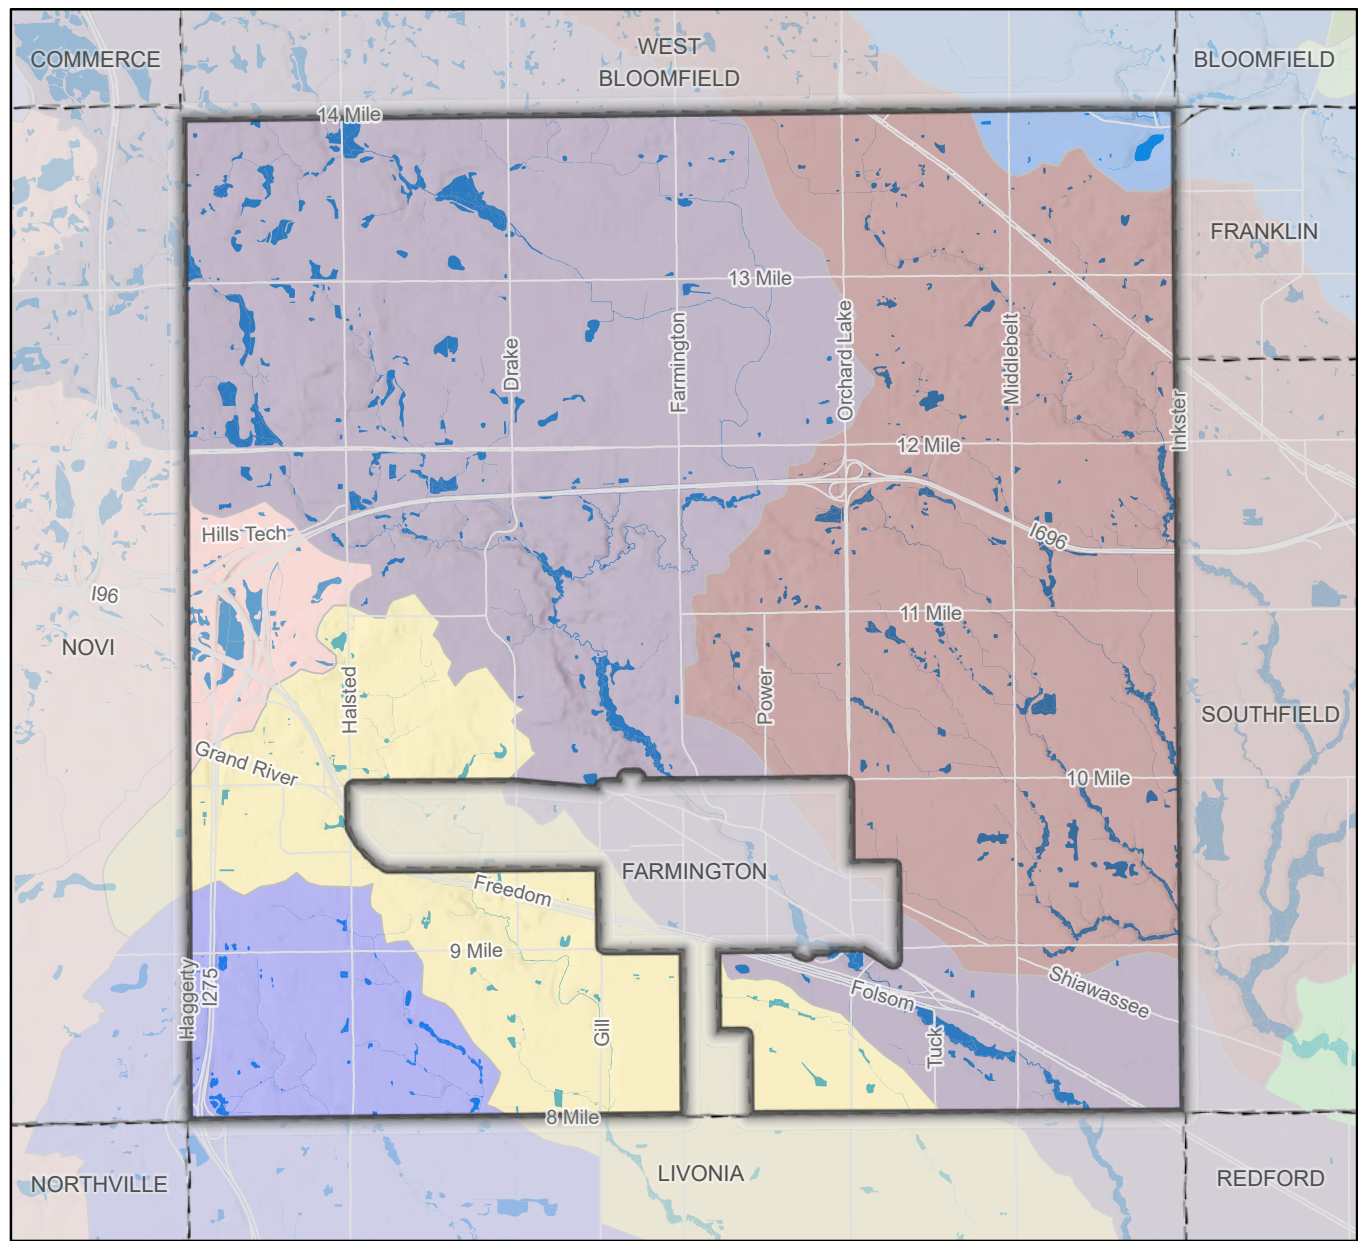 COMMERCE
WEST
BLOOMFIELD
BLOOMFIELD
14 Mile
FRANKLIN
13 Mile
Farmington
Orchard Lake
Middlebelt
Drake
Inkster
12 Mile
Hills Tech
I696
I96
11 Mile
NOVI
Halsted
Power
SOUTHFIELD
Grand River
10 Mile
FARMINGTON
Freedom
9 Mile
Haggerty
I275
Folsom
Shiawassee
Gill
Tuck
8 Mile
NORTHVILLE
LIVONIA
REDFORD